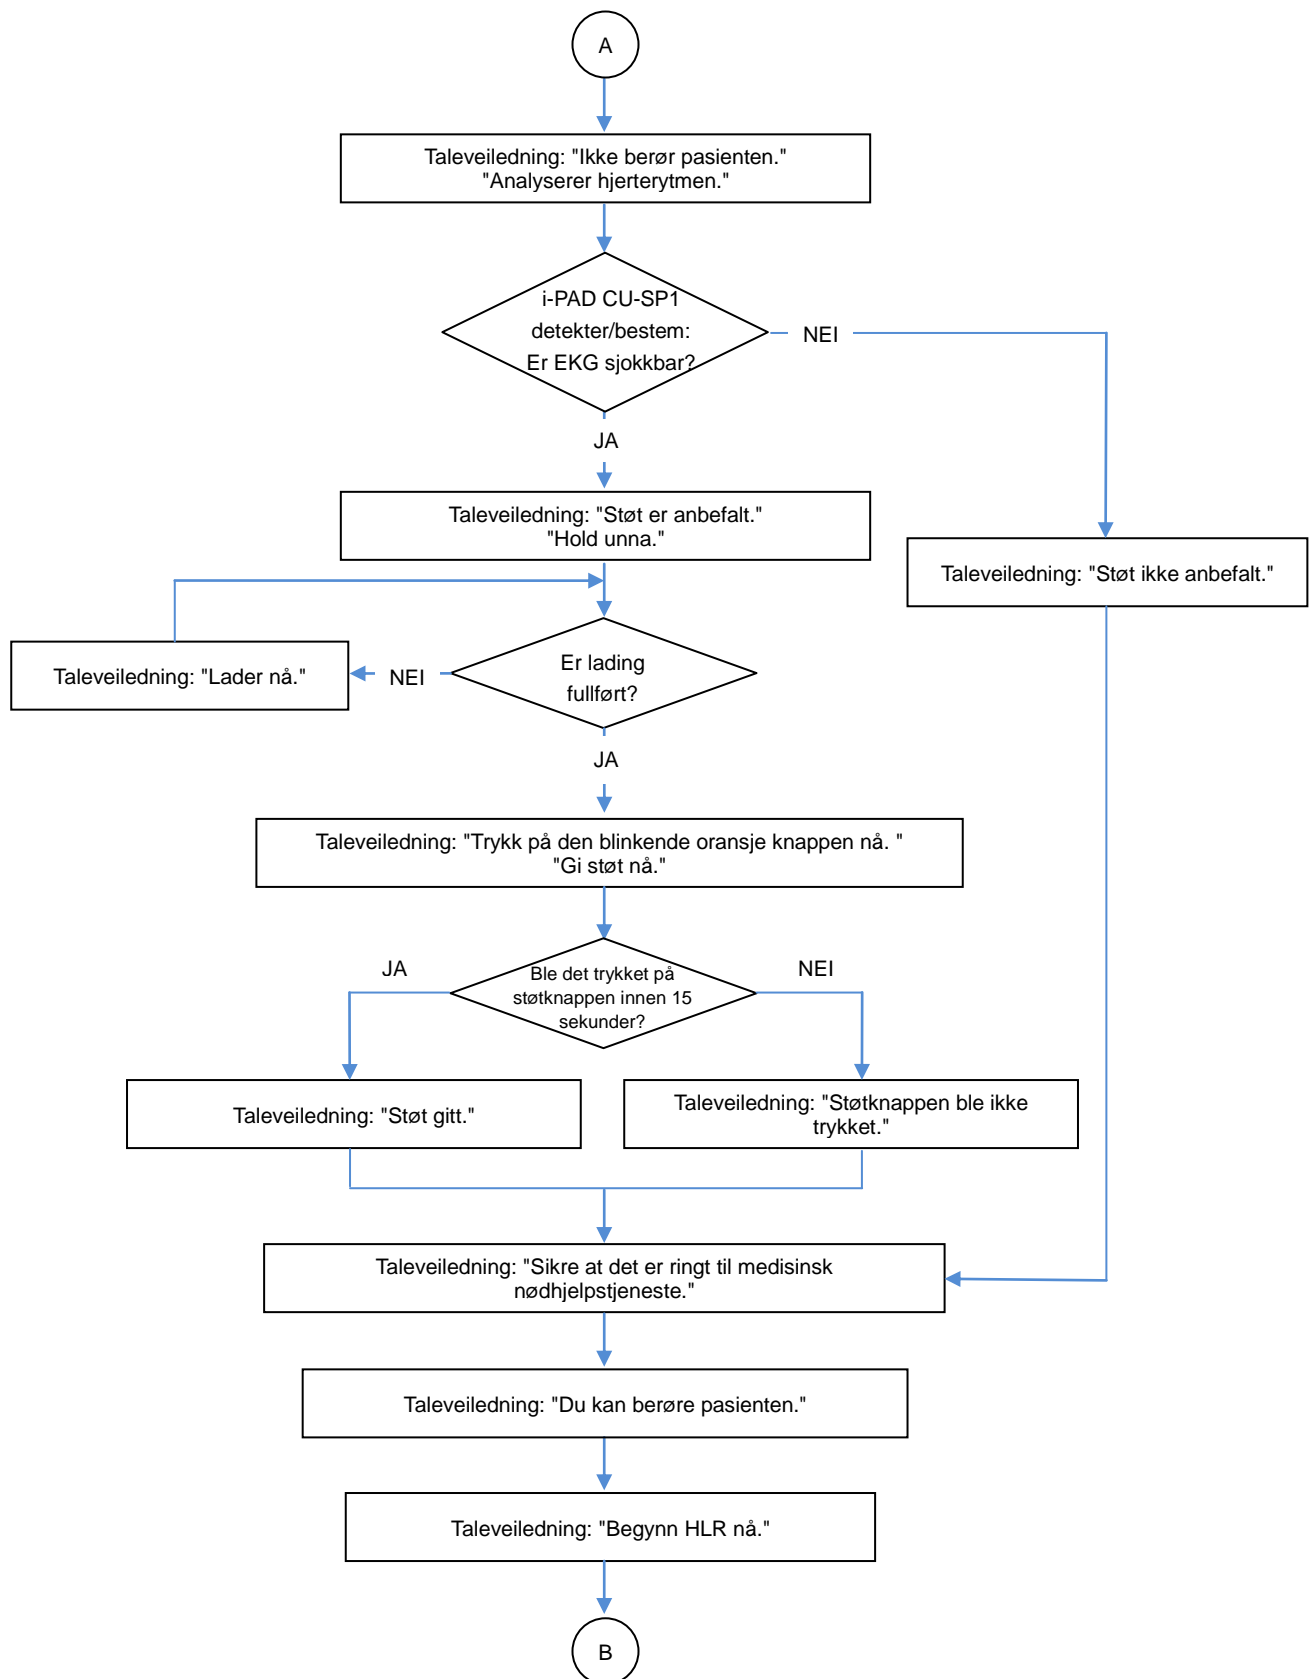 A
Taleveiledning: "Ikke berør pasienten."
"Analyserer hjerterytmen."
i-PAD CU-SP1
detekter/bestem:
Er EKG sjokkbar?
NEI
JA
Taleveiledning: "Støt er anbefalt."
"Hold unna."
Taleveiledning: "Støt ikke anbefalt."
Er lading
fullført?
NEI
Taleveiledning: "Lader nå."
JA
Taleveiledning: "Trykk på den blinkende oransje knappen nå. "
"Gi støt nå."
Ble det trykket på
støtknappen innen 15
sekunder?
JA
NEI
Taleveiledning: "Støt gitt."
Taleveiledning: "Støtknappen ble ikke
trykket."
Taleveiledning: "Sikre at det er ringt til medisinsk
nødhjelpstjeneste."
Taleveiledning: "Du kan berøre pasienten."
Taleveiledning: "Begynn HLR nå."
B